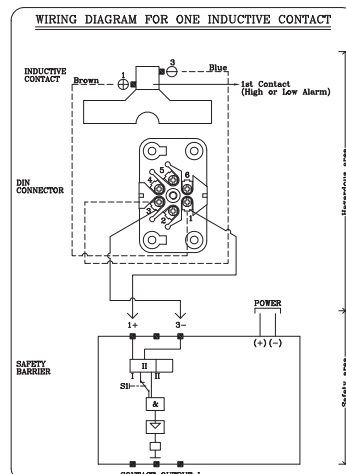 WIRING DIAGRAM FOR ONE INDUCTIVE CONTACT
INDUCTIVE
CONTACT
Brown
1
3
Blue
1st Contact
(High or Low Alarm)
DIN
CONNECTOR
5
4
6
3
2
1
Hazardous area
1+
3-
POWER
(+) (-)
SAFETY
BARRIER
II
I
II
S1
&
Safety area
CONTACT OUTPUT I